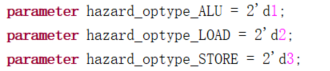 parameter hazard_optype_ALU = 2'd1;
parameter hazard_optype_LOAD = 2'd2;
parameter hazard_optype_STORE = 2'd3;